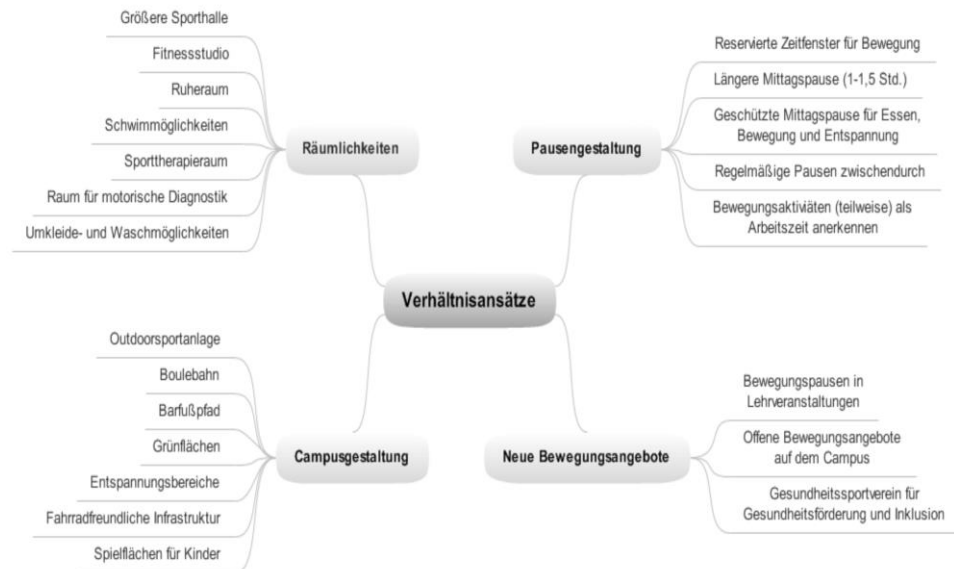 Größere Sporthalle
Fitnessstudio
Ruheraum
Schwimmöglichkeiten
Sporttherapieraum
Raum für motorische Diagnostik
Umkleide- und Waschmöglichkeiten
Räumlichkeiten
Reservierte Zeitfenster für Bewegung
Längere Mittagspause (1-1,5 Std.)
Geschützte Mittagspause für Essen,
Bewegung und Entspannung
Regelmäßige Pausen zwischendurch
Bewegungsaktiviäten (teilweise) als
Arbeitszeit anerkennen
Pausengestaltung
Verhältnisansätze
Outdoorsportanlage
Boulebahn
Barfußpfad
Grünflächen
Entspannungsbereiche
Fahrradfreundliche Infrastruktur
Spielflächen für Kinder
Campusgestaltung
Neue Bewegungsangebote
Bewegungspausen in
Lehrveranstaltungen
Offene Bewegungsangebote
auf dem Campus
Gesundheitssportverein für
Gesundheitsförderung und Inklusion